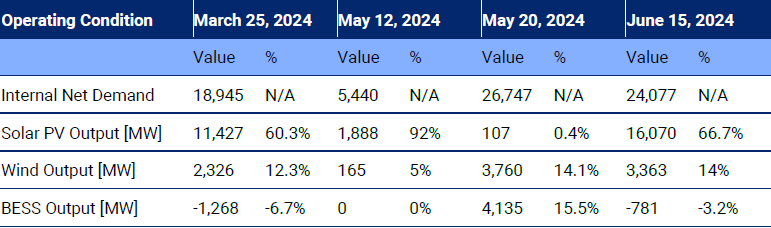 Operating Condition March 25, 2024 May 12, 2024 May 20, 2024 June 15, 2024
Value % Value % Value % Value %
Internal Net Demand 18,945 N/A 5,440 N/A 26,747 N/A 24,077 N/A
Solar PV Output [MW] 11,427 60.3% 1,888 92% 107 0.4% 16,070 66.7%
Wind Output [MW] 2,326 12.3% 165 5% 3,760 14.1% 3,363 14%
BESS Output [MW] -1,268 -6.7% 0 0% 4,135 15.5% -781 -3.2%